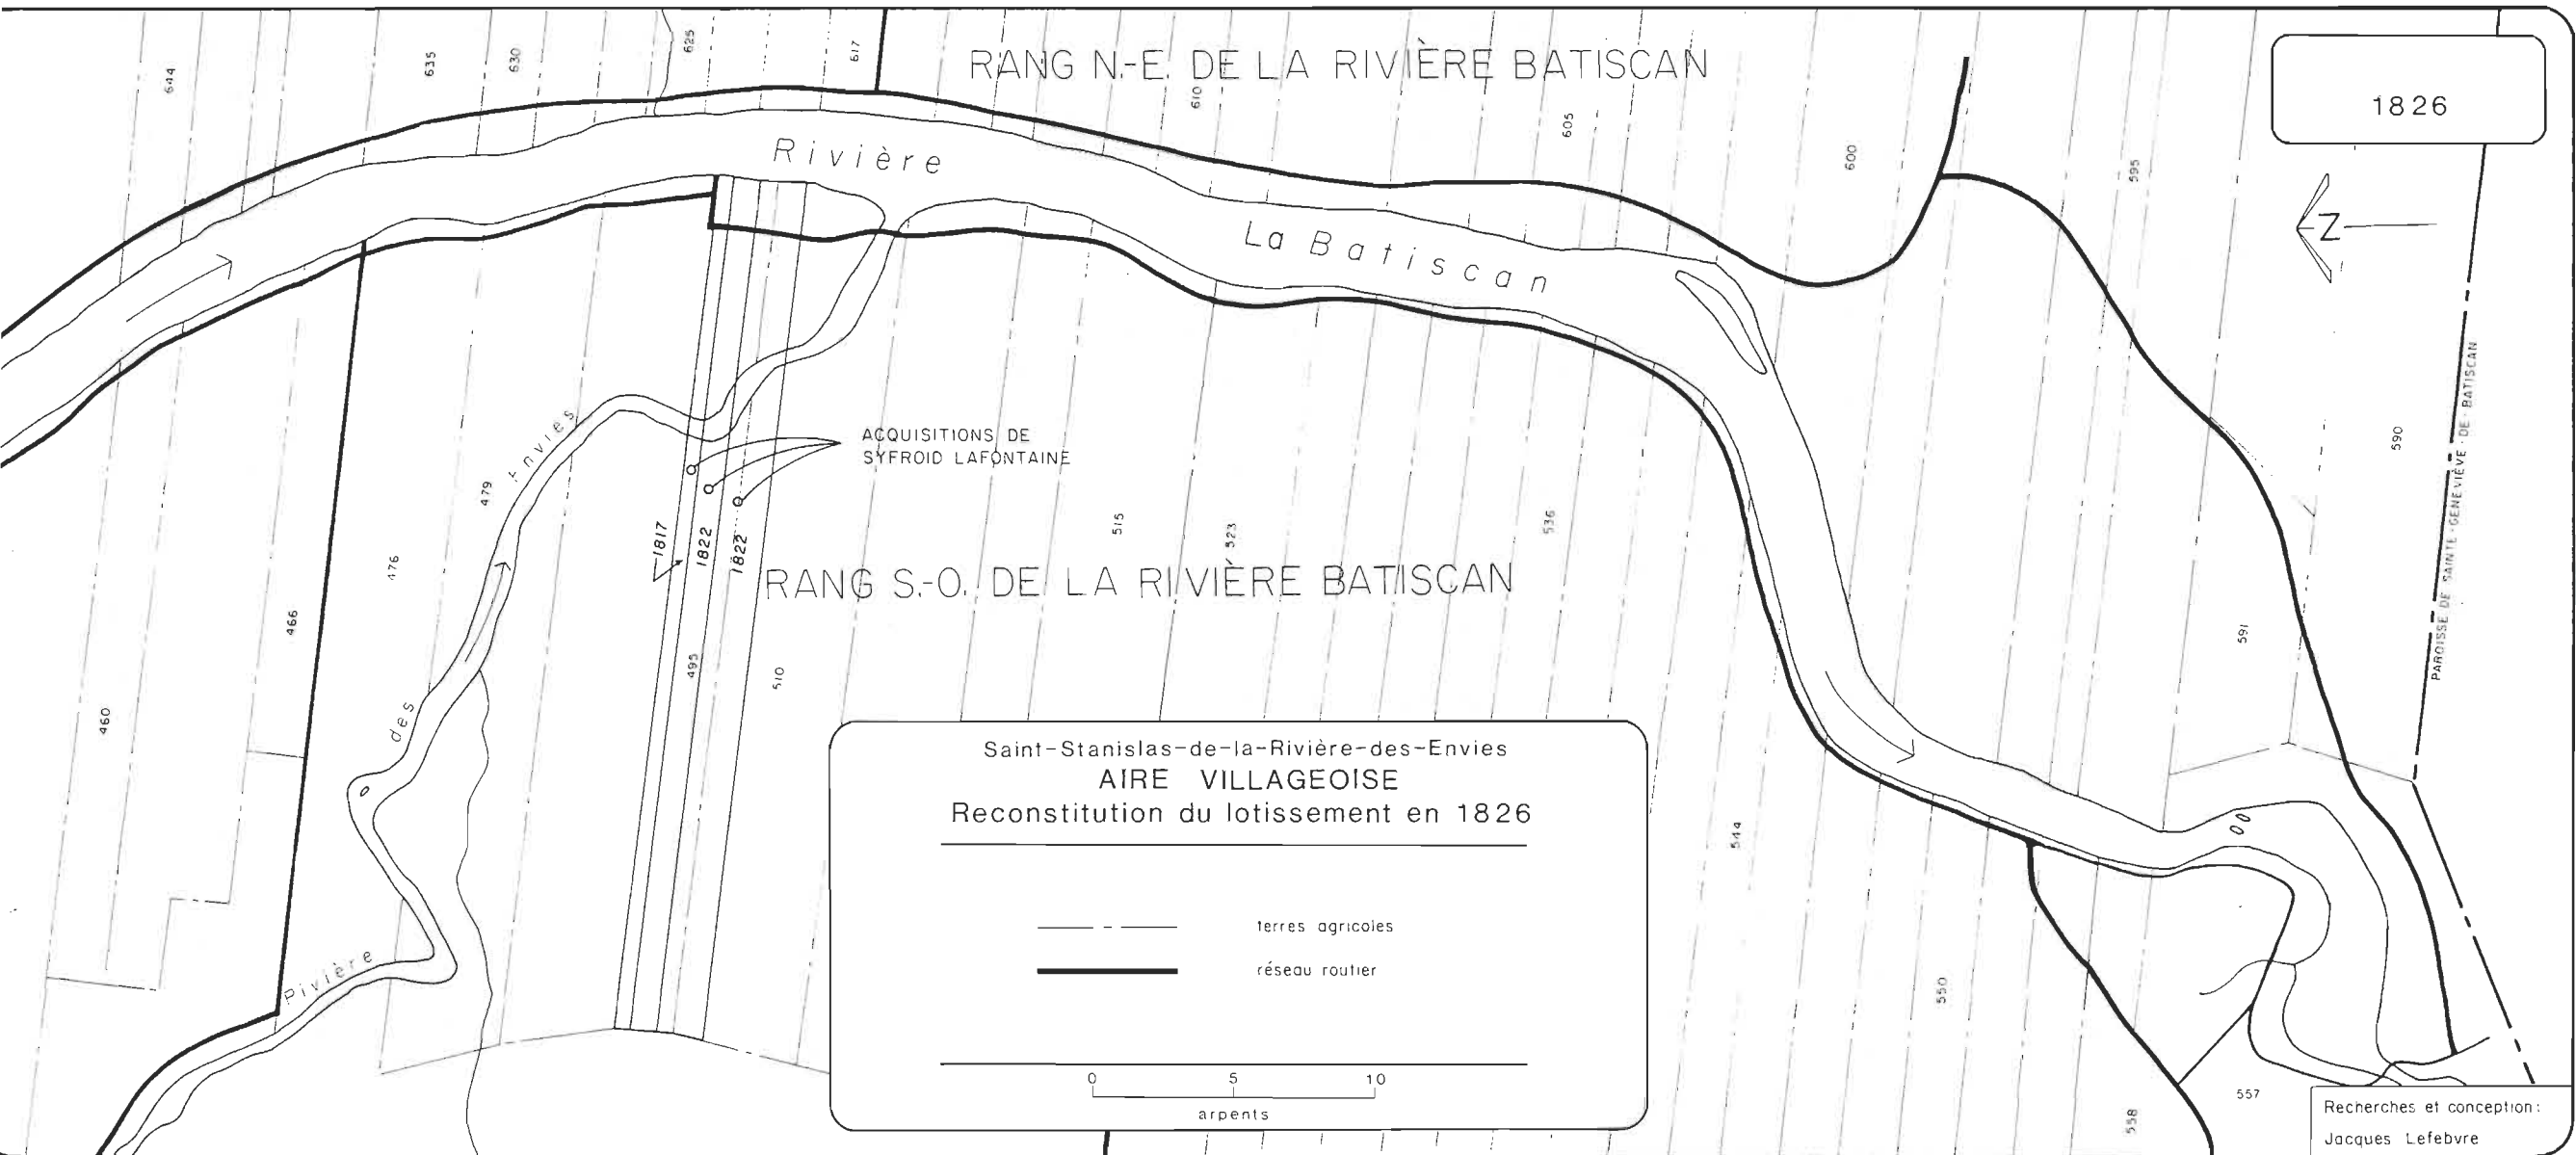 RANG N.-E. DE LA RIVIÈRE BATISCAN
1826
644
635
630
625
617
610
605
600
595
590
591
Rivière
La Batiscan
Z
PAROISSE DE SAINTE-GENEVIÈVE-DE-BATISCAN
ACQUISITIONS DE
SYFROID LAFONTAINE
1817
1822
1822
RANG S.-O. DE LA RIVIÈRE BATISCAN
Rivière
des
Envies
460
466
476
479
495
510
515
523
536
544
550
558
557
Saint-Stanislas-de-la-Rivière-des-Envies
AIRE VILLAGEOISE
Reconstitution du lotissement en 1826
terres agricoles
réseau routier
0 5 10
arpents
Recherches et conception:
Jacques Lefebvre